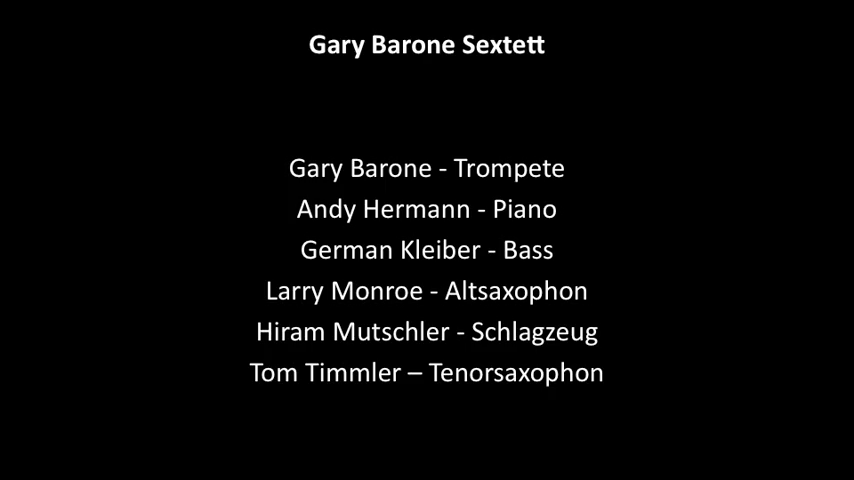 Gary Barone Sextett
Gary Barone - Trompete
Andy Hermann - Piano
German Kleiber - Bass
Larry Monroe - Altsaxophon
Hiram Mutschler - Schlagzeug
Tom Timmler – Tenorsaxophon